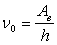 ν₀ = Aₑ / h